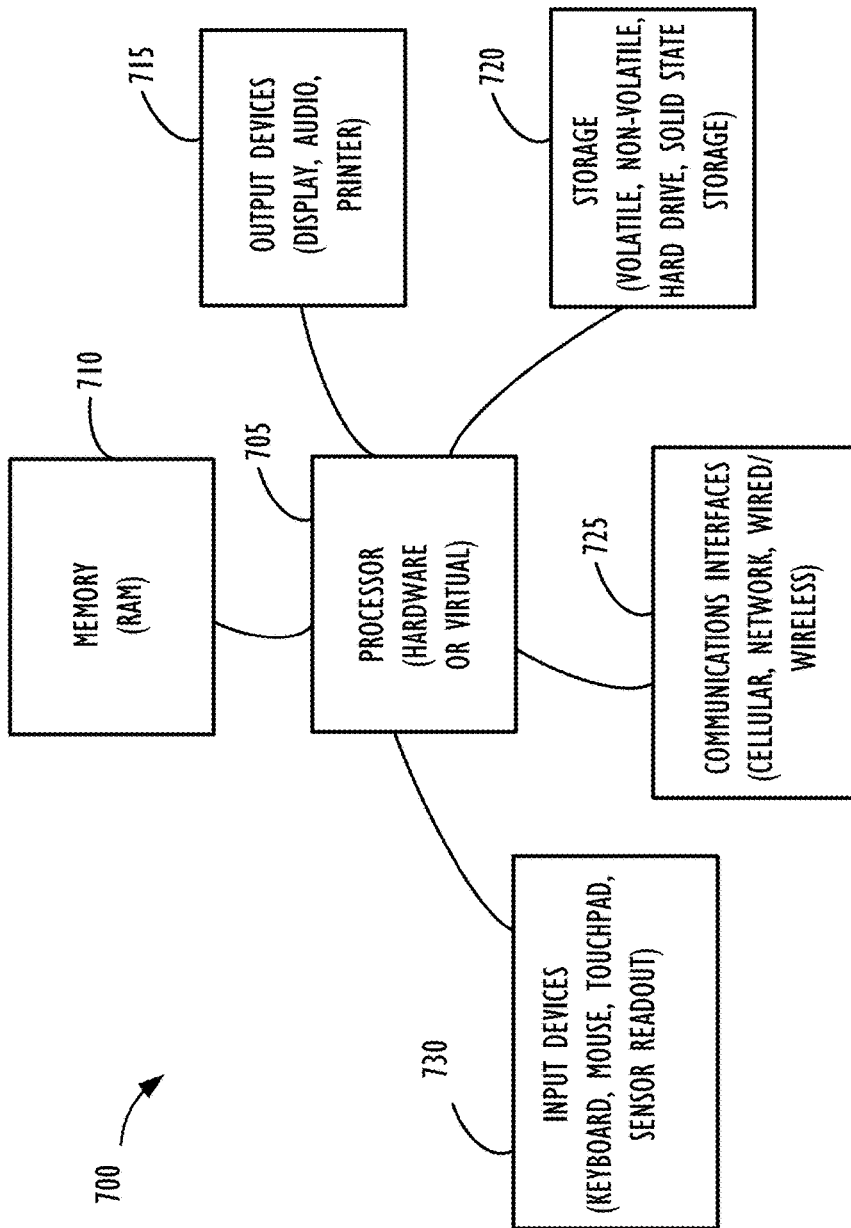 700
MEMORY
(RAM)
710
PROCESSOR
(HARDWARE
OR VIRTUAL)
705
OUTPUT DEVICES
(DISPLAY, AUDIO,
PRINTER)
715
STORAGE
(VOLATILE, NON-VOLATILE,
HARD DRIVE, SOLID STATE
STORAGE)
720
COMMUNICATIONS INTERFACES
(CELLULAR, NETWORK, WIRED/
WIRELESS)
725
INPUT DEVICES
(KEYBOARD, MOUSE, TOUCHPAD,
SENSOR READOUT)
730